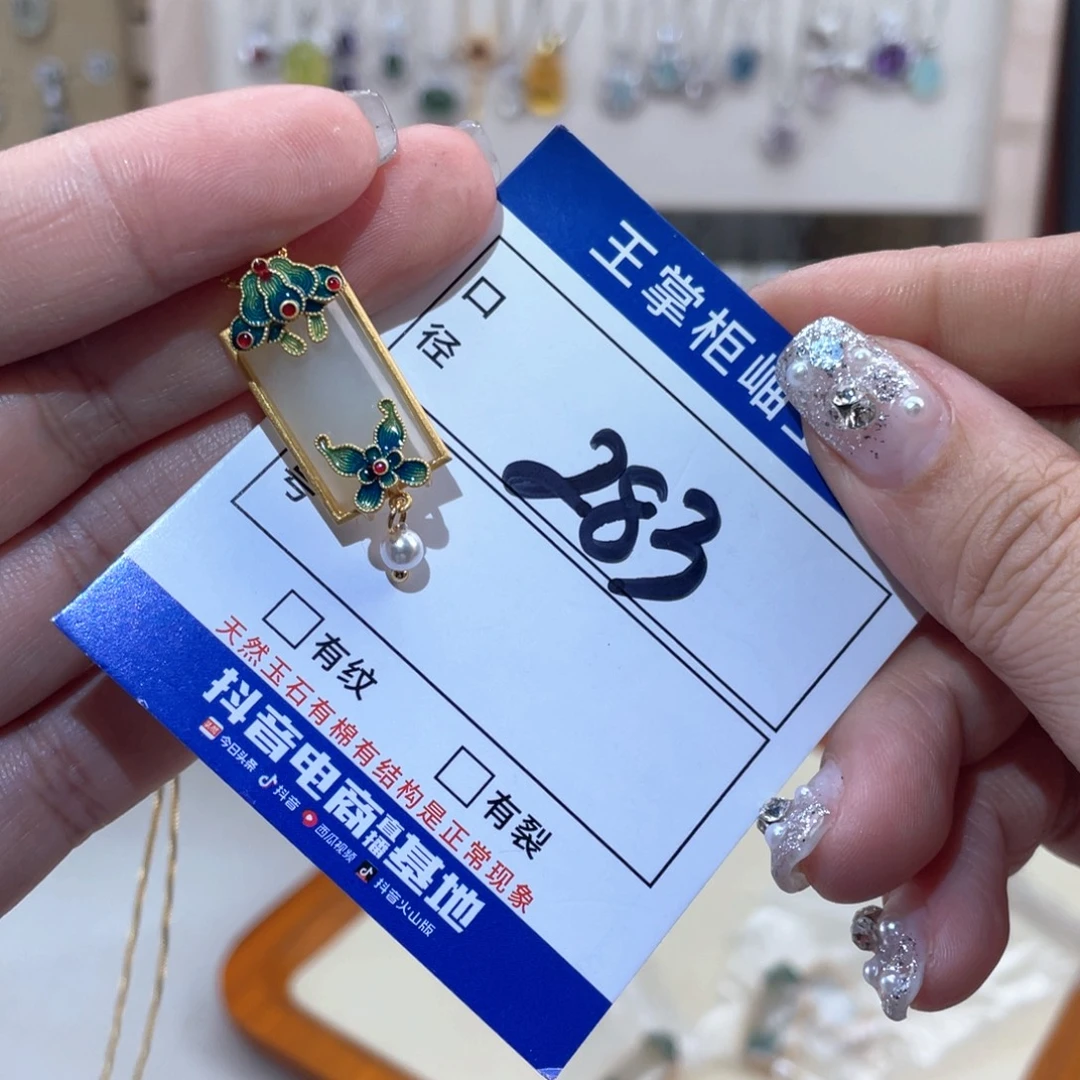 王掌柜岫
口径
283
号
□有纹
□有裂
天然玉石有棉有结构是正常现象
抖音电商直播基地
今日头条 抖音 西瓜视频 抖音火山版